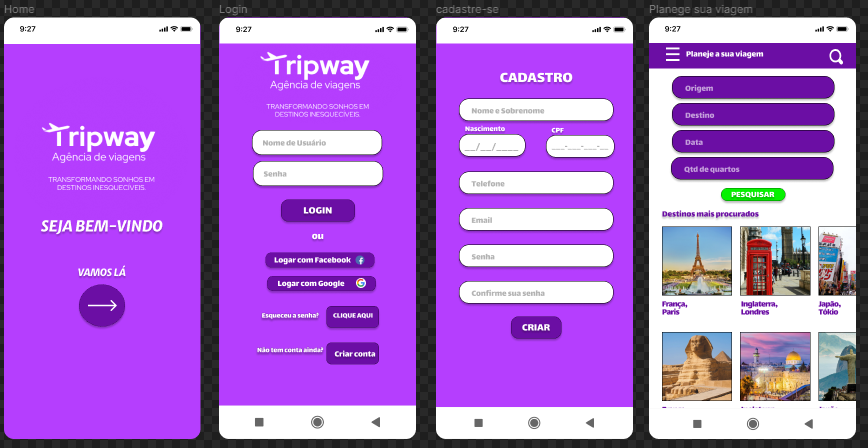 Home
9:27
Tripway
Agência de viagens
TRANSFORMANDO SONHOS EM
DESTINOS INESQUECÍVEIS.
SEJA BEM-VINDO
VAMOS LÁ
Login
9:27
Tripway
Agência de viagens
TRANSFORMANDO SONHOS EM
DESTINOS INESQUECÍVEIS.
Nome de Usuário
Senha
LOGIN
ou
Logar com Facebook
Logar com Google
Esqueceu a senha?
CLIQUE AQUI
Não tem conta ainda?
Criar conta
cadastre-se
9:27
CADASTRO
Nome e Sobrenome
Nascimento
CPF
__/__/____
___-___-___-__
Telefone
Email
Senha
Confirme sua senha
CRIAR
Planege sua viagem
9:27
Planeje a sua viagem
Origem
Destino
Data
Qtd de quartos
PESQUISAR
Destinos mais procurados
França,
Paris
Inglaterra,
Londres
Japão,
Tókio